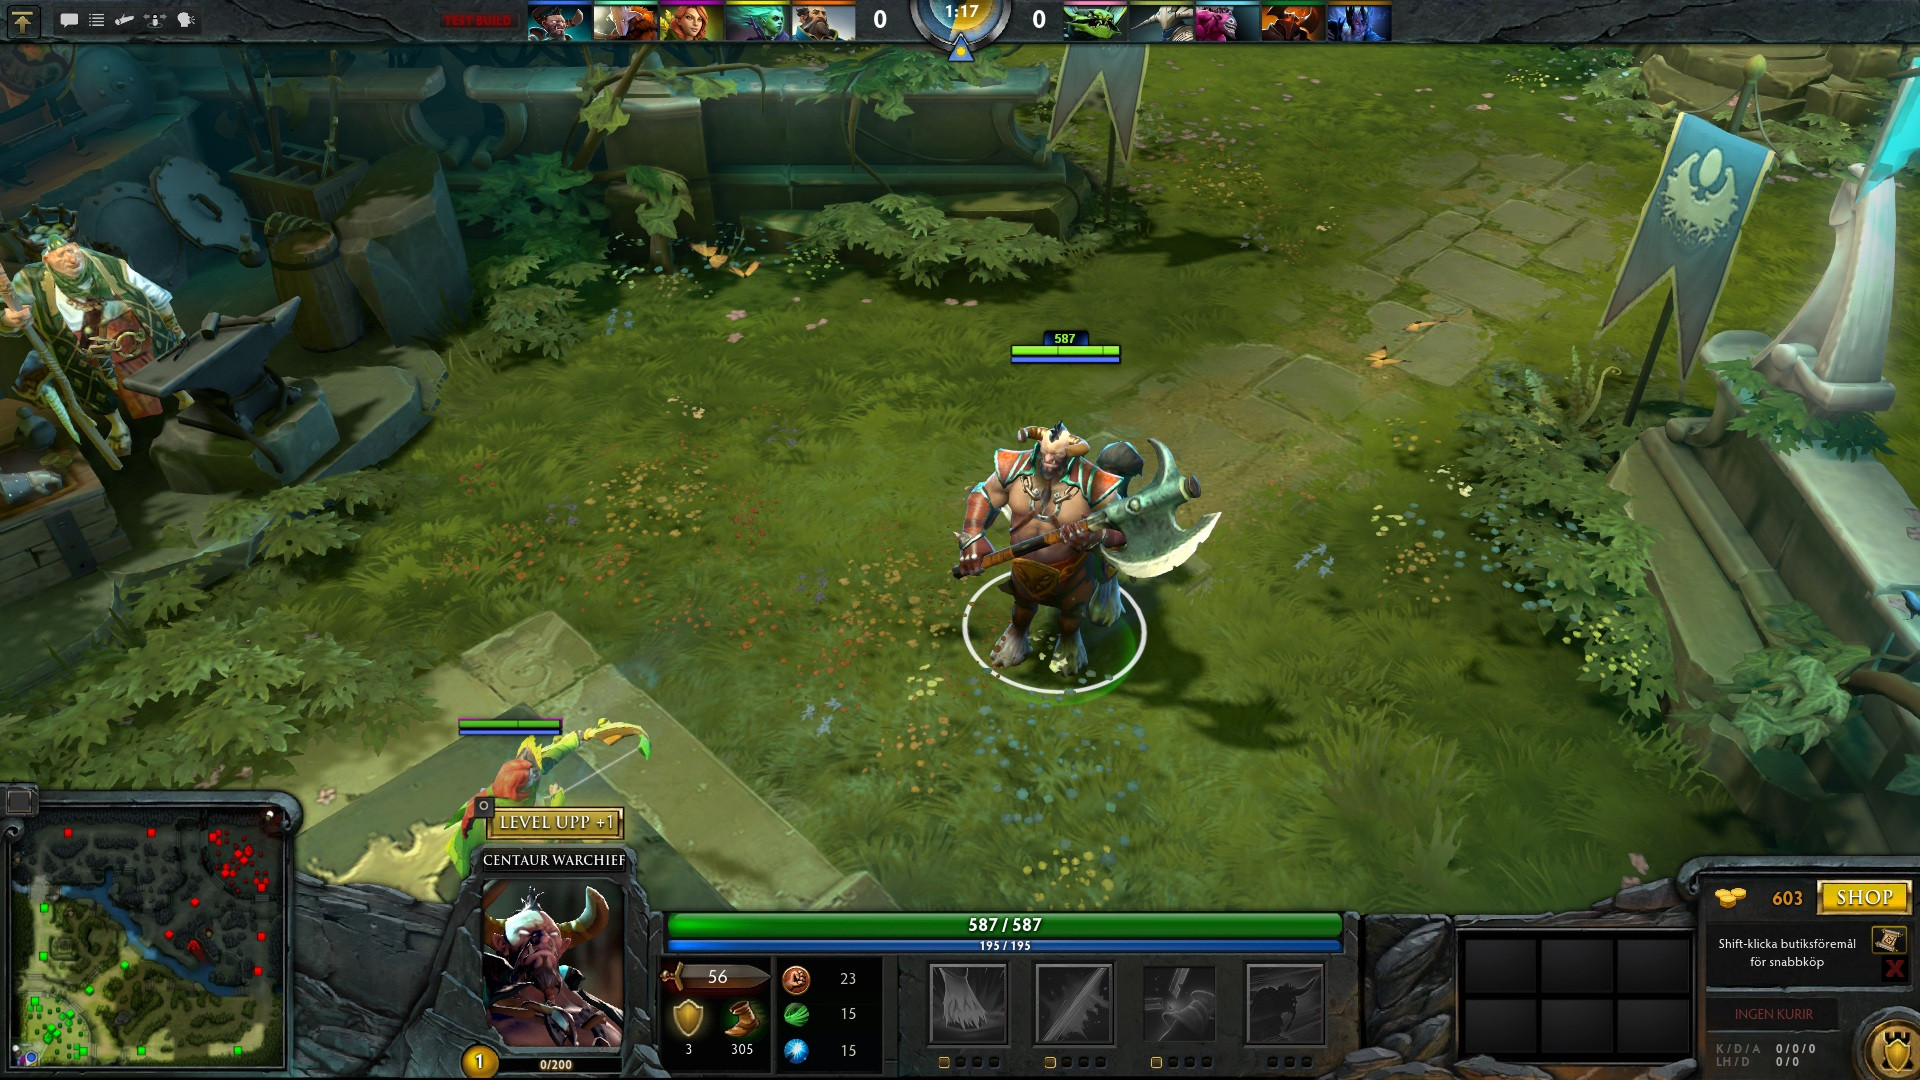 TEST BUILD
0
1:17
0
587
LEVEL UPP +1
CENTAUR WARCHIEF
587 / 587
195 / 195
56
3
305
23
15
15
1
0/200
603
SHOP
Shift-klicka butiksföremål
för snabbköp
INGEN KURIR
K/D/A 0/0/0
LH/D 0/0